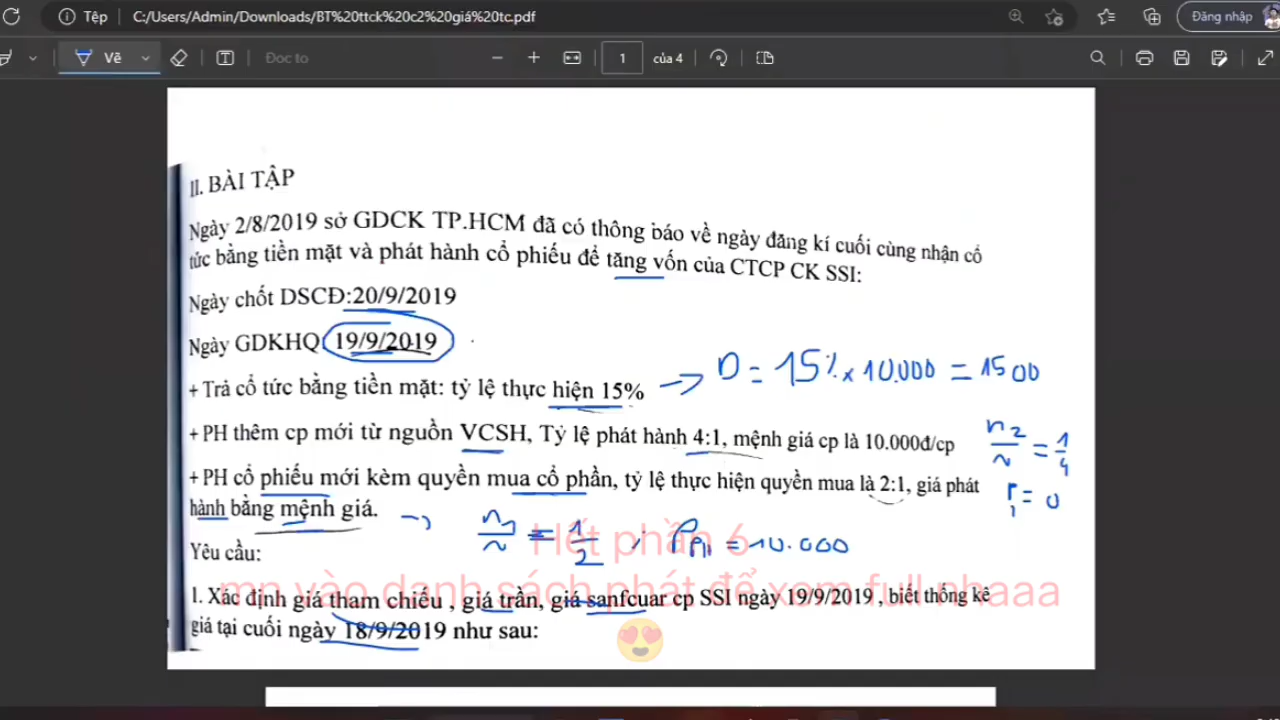 Tệp C:/Users/Admin/Downloads/BT%20ttck%20c2%20giá%20tc.pdf Đăng nhập
Vẽ Đọc to 1 của 4
II. BÀI TẬP
Ngày 2/8/2019 sở GDCK TP.HCM đã có thông báo về ngày đăng kí cuối cùng nhận cổ
tức bằng tiền mặt và phát hành cổ phiếu để tăng vốn của CTCP CK SSI:
Ngày chốt DSCĐ:20/9/2019
Ngày GDKHQ 19/9/2019
D = 15% x 10.000 = 1500
+ Trả cổ tức bằng tiền mặt: tỷ lệ thực hiện 15%
+ PH thêm cp mới từ nguồn VCSH, Tỷ lệ phát hành 4:1, mệnh giá cp là 10.000đ/cp
n2/n = 1/4
+ PH cổ phiếu mới kèm quyền mua cổ phần, tỷ lệ thực hiện quyền mua là 2:1, giá phát
= 0
hành bằng mệnh giá.
= 1/2 ; = 10.000
Hết phần 6
Yêu cầu:
mn vào danh sách phát để xem full nhaaa
1. Xác định giá tham chiếu , giá trần, giá sanfcuar cp SSI ngày 19/9/2019 , biết thống kê
giá tại cuối ngày 18/9/2019 như sau: